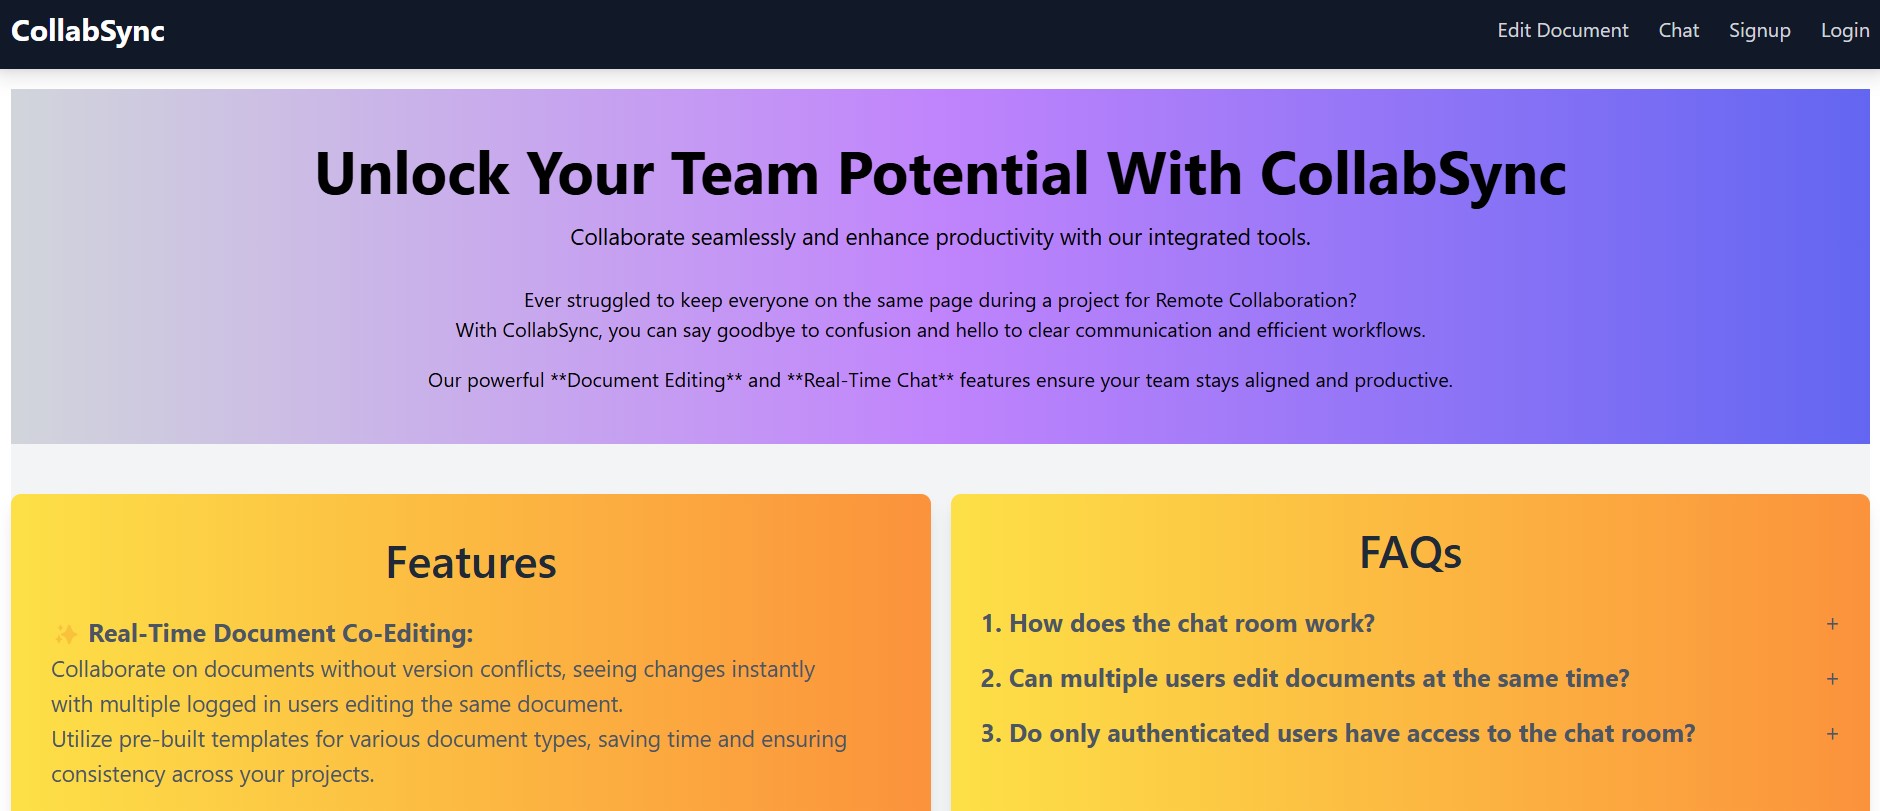 CollabSync
Edit Document Chat Signup Login
Unlock Your Team Potential With CollabSync
Collaborate seamlessly and enhance productivity with our integrated tools.
Ever struggled to keep everyone on the same page during a project for Remote Collaboration?
With CollabSync, you can say goodbye to confusion and hello to clear communication and efficient workflows.
Our powerful **Document Editing** and **Real-Time Chat** features ensure your team stays aligned and productive.
Features
✨ Real-Time Document Co-Editing:
Collaborate on documents without version conflicts, seeing changes instantly
with multiple logged in users editing the same document.
Utilize pre-built templates for various document types, saving time and ensuring
consistency across your projects.
FAQs
1. How does the chat room work? +
2. Can multiple users edit documents at the same time? +
3. Do only authenticated users have access to the chat room? +